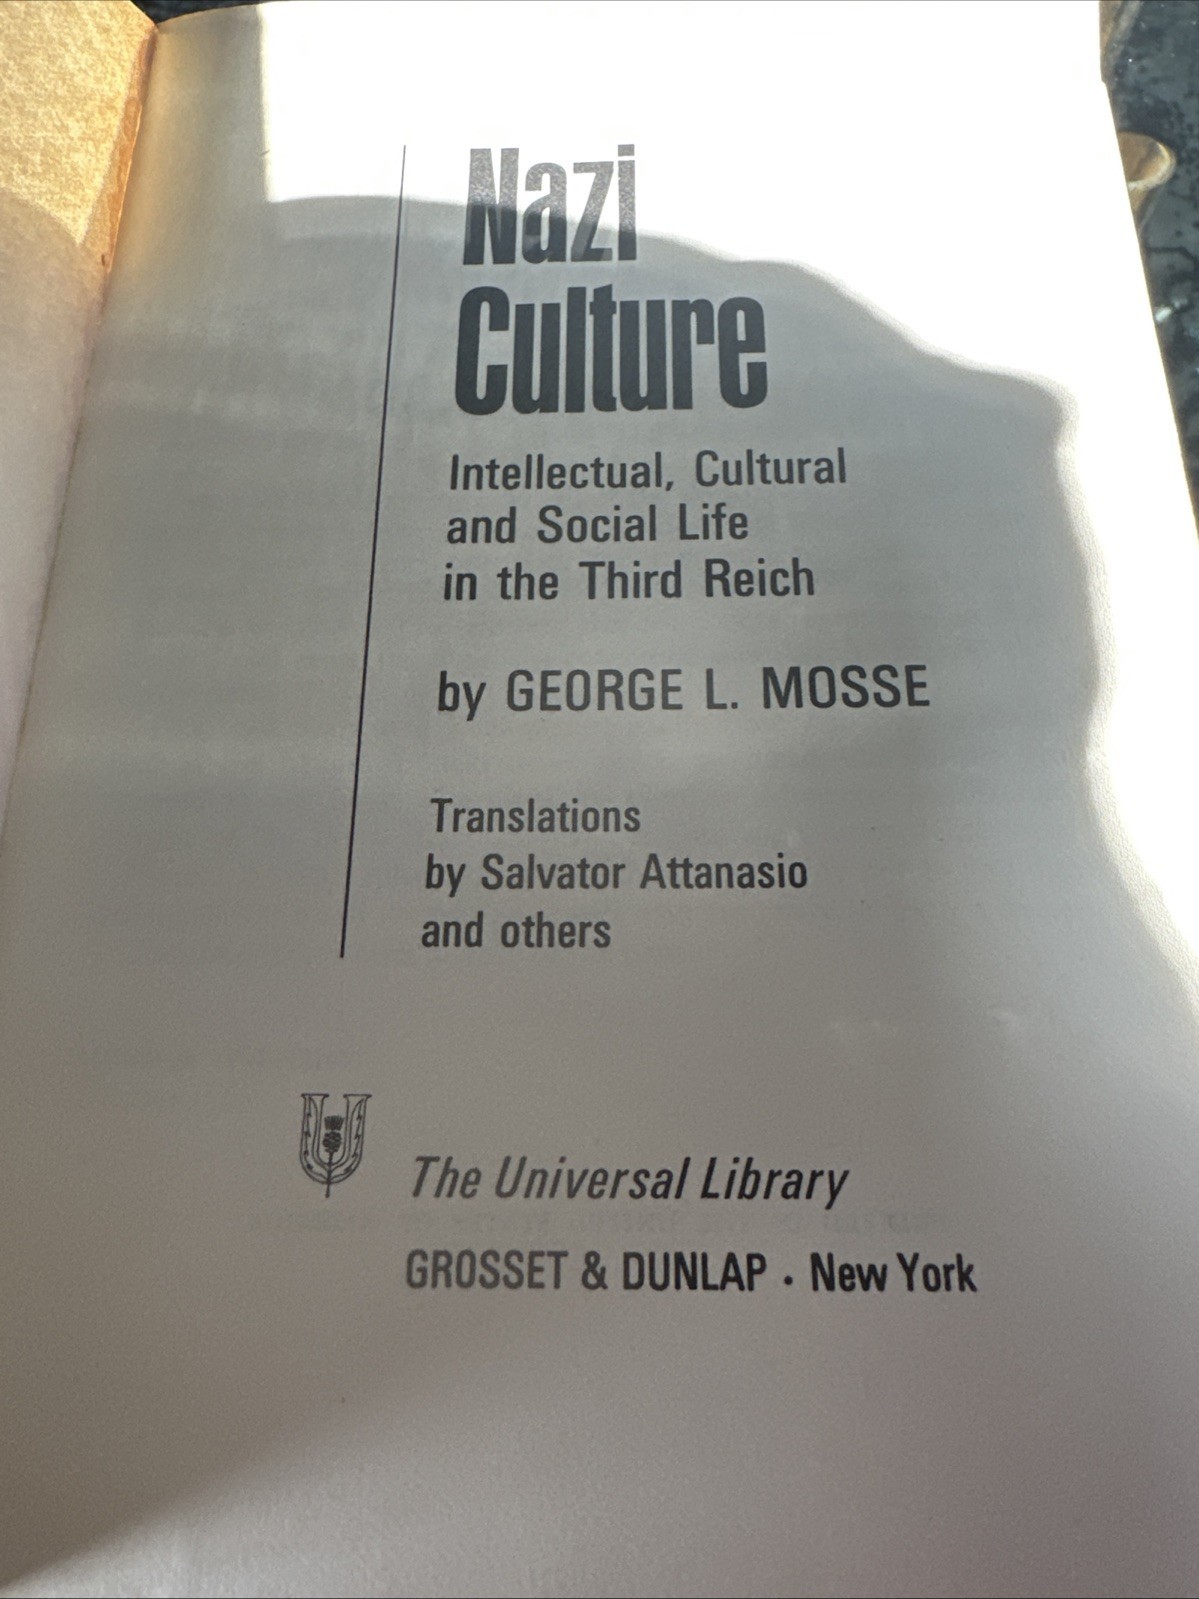 Nazi
Culture
Intellectual, Cultural
and Social Life
in the Third Reich
by GEORGE L. MOSSE
Translations
by Salvator Attanasio
and others
The Universal Library
GROSSET & DUNLAP · New York